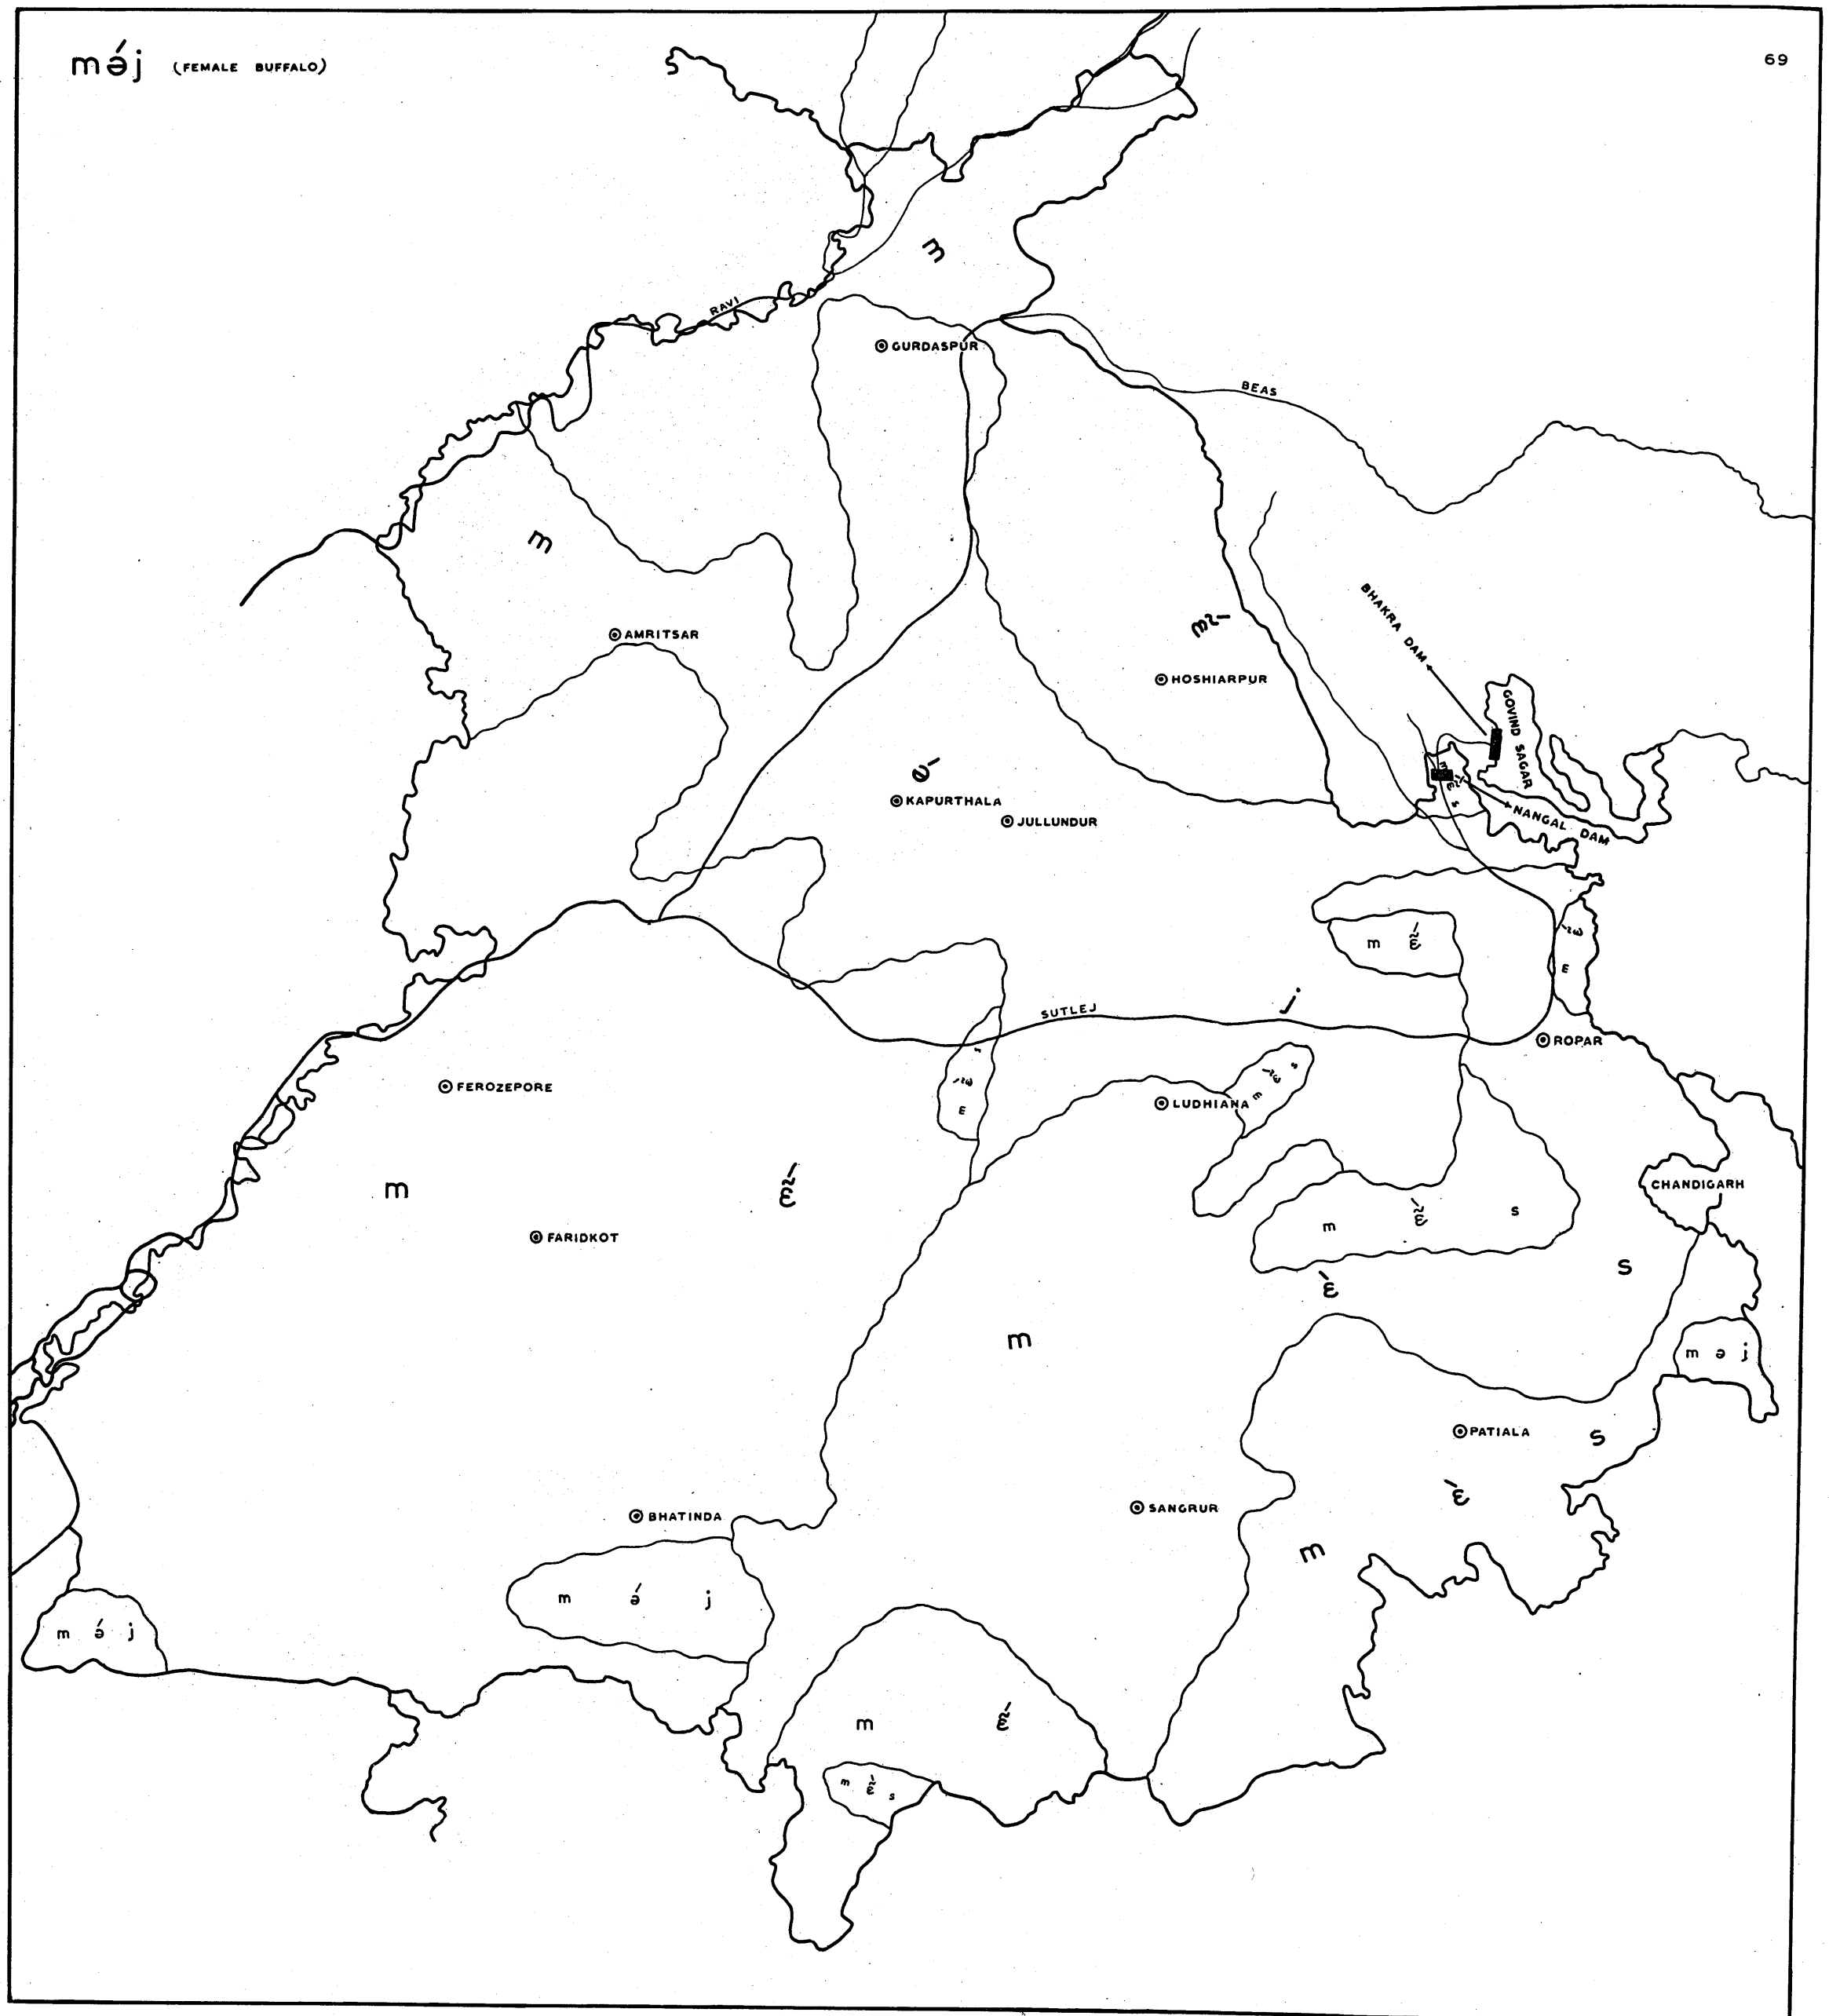 mə́j (FEMALE BUFFALO)
69
m
RAVI
GURDASPUR
BEAS
m
AMRITSAR
BHAKRA DAM
HOSHIARPUR
GOVIND SAGAR
ə́
KAPURTHALA
JULLUNDUR
NANGAL DAM
m ɛ̃́
j
SUTLEJ
ROPAR
FEROZEPORE
LUDHIANA
m
ɛ̃́
CHANDIGARH
FARIDKOT
m ɛ̃̀ s
s
ɛ̀
m
m ə j
PATIALA
s
ɛ̀
SANGRUR
BHATINDA
m
m ə́ j
m ə́ j
m ɛ̃́
m ɛ̃́ s